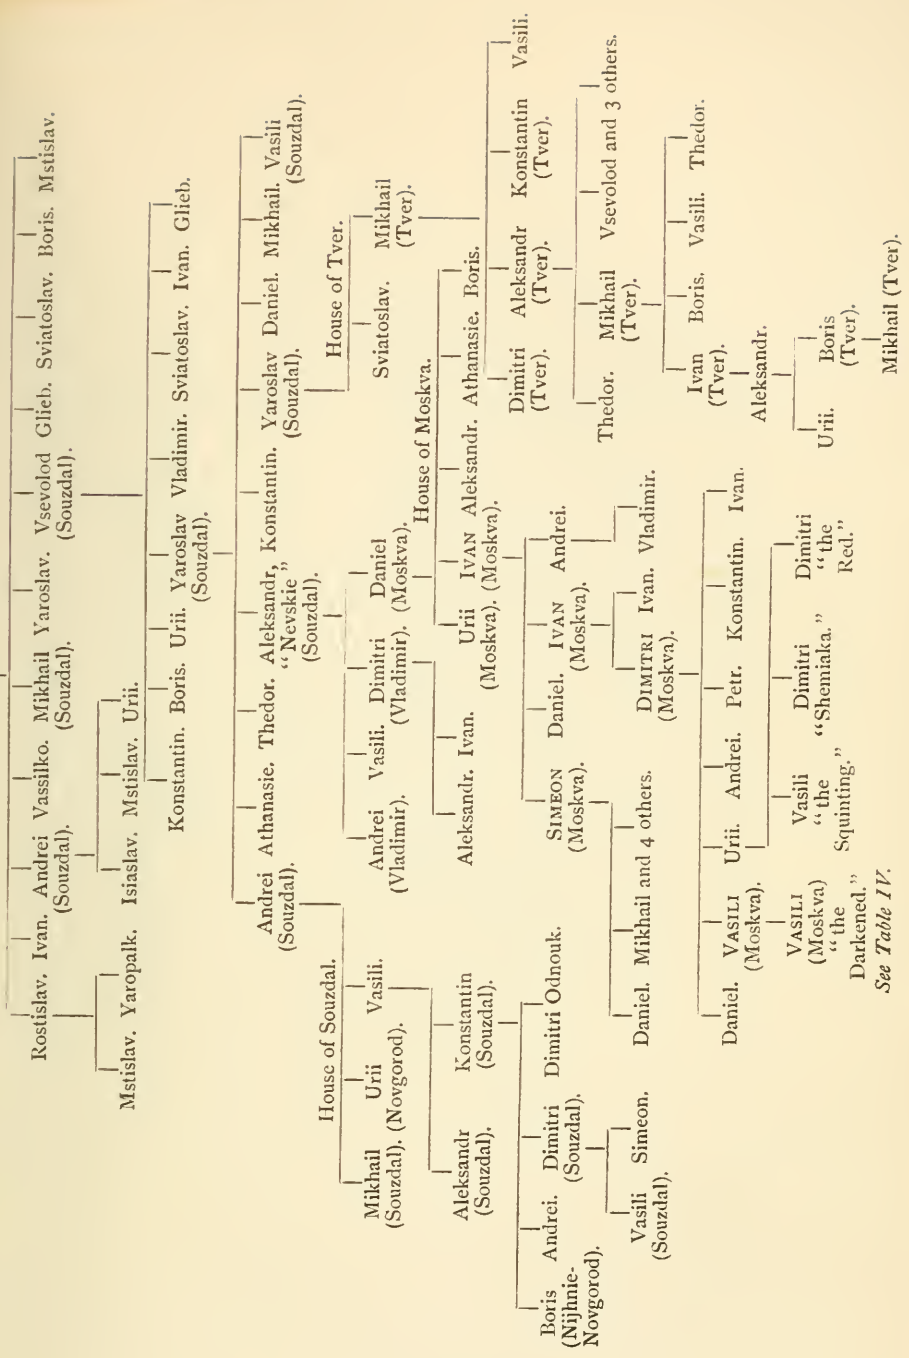 Rostislav. Ivan. Andrei Vassilko. Mikhail Yaroslav. Vsevolod Glieb. Sviatoslav. Boris. Mstislav.
(Souzdal). (Souzdal). (Souzdal).
Mstislav. Yaropalk. Isiaslav. Mstislav. Urii.
Konstantin. Boris. Urii. Yaroslav Vladimir. Sviatoslav. Ivan. Glieb.
(Souzdal).
Andrei Athanasie. Thedor. Aleksandr, Konstantin. Yaroslav Daniel. Mikhail. Vasili
(Souzdal). “Nevskie” (Souzdal). (Souzdal).
(Souzdal).
House of Souzdal. House of Tver.
Mikhail Urii Vasili. Andrei Vasili. Dimitri Daniel Sviatoslav. Mikhail
(Souzdal). (Novgorod). (Vladimir). (Vladimir). (Moskva). (Tver).
House of Moskva.
Aleksandr Konstantin Aleksandr. Ivan. Urii IVAN Aleksandr. Athanasie. Boris.
(Souzdal). (Souzdal). (Moskva). (Moskva).
Dimitri Aleksandr Konstantin Vasili.
(Tver). (Tver). (Tver).
Boris Andrei. Dimitri Dimitri Odnouk. SIMEON Daniel. IVAN Andrei.
(Nijhnie- (Souzdal). (Moskva). (Moskva).
Novgorod).
Thedor. Mikhail Vsevolod and 3 others.
(Tver).
Vasili Simeon. Daniel. Mikhail and 4 others. DIMITRI Ivan. Vladimir.
(Souzdal). (Moskva).
Ivan Boris. Vasili. Thedor.
(Tver).
Daniel. VASILI Urii. Andrei. Petr. Konstantin. Ivan.
(Moskva).
Aleksandr.
VASILI Vasili Dimitri Dimitri
(Moskva) “the “Shemiaka.” “the
“the Squinting.” Red.”
Darkened.”
See Table IV.
Urii. Boris
(Tver).
Mikhail (Tver).